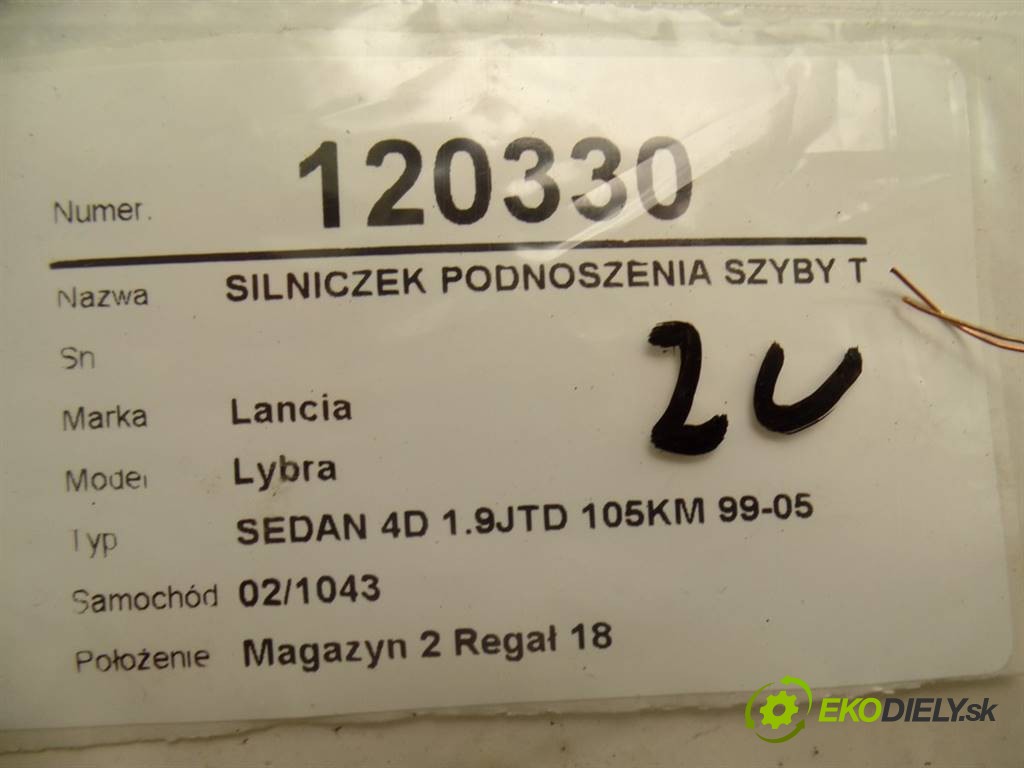 Numer. 120330
Nazwa SILNICZEK PODNOSZENIA SZYBY T
Sn
Marka Lancia
Model Lybra
Typ SEDAN 4D 1.9JTD 105KM 99-05
Samochód 02/1043
Położenie Magazyn 2 Regał 18
EKODIELY.sk